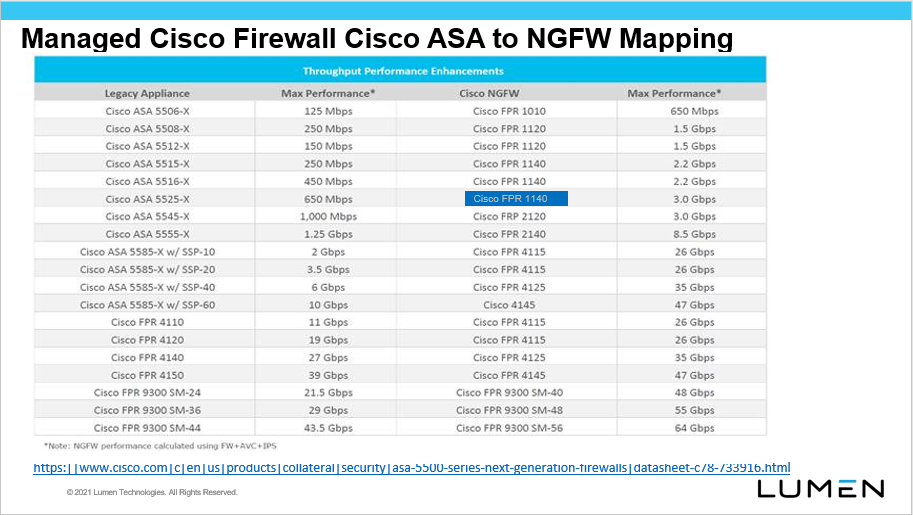 Managed Cisco Firewall Cisco ASA to NGFW Mapping
Throughput Performance Enhancements
Legacy Appliance Max Performance* Cisco NGFW Max Performance*
Cisco ASA 5506-X 125 Mbps Cisco FPR 1010 650 Mbps
Cisco ASA 5508-X 250 Mbps Cisco FPR 1120 1.5 Gbps
Cisco ASA 5512-X 150 Mbps Cisco FPR 1120 1.5 Gbps
Cisco ASA 5515-X 250 Mbps Cisco FPR 1140 2.2 Gbps
Cisco ASA 5516-X 450 Mbps Cisco FPR 1140 2.2 Gbps
Cisco ASA 5525-X 650 Mbps Cisco FPR 1140 3.0 Gbps
Cisco ASA 5545-X 1,000 Mbps Cisco FRP 2120 3.0 Gbps
Cisco ASA 5555-X 1.25 Gbps Cisco FPR 2140 8.5 Gbps
Cisco ASA 5585-X w/ SSP-10 2 Gbps Cisco FPR 4115 26 Gbps
Cisco ASA 5585-X w/ SSP-20 3.5 Gbps Cisco FPR 4115 26 Gbps
Cisco ASA 5585-X w/ SSP-40 6 Gbps Cisco FPR 4125 35 Gbps
Cisco ASA 5585-X w/ SSP-60 10 Gbps Cisco 4145 47 Gbps
Cisco FPR 4110 11 Gbps Cisco FPR 4115 26 Gbps
Cisco FPR 4120 19 Gbps Cisco FPR 4115 26 Gbps
Cisco FPR 4140 27 Gbps Cisco FPR 4125 35 Gbps
Cisco FPR 4150 39 Gbps Cisco FPR 4145 47 Gbps
Cisco FPR 9300 SM-24 21.5 Gbps Cisco FPR 9300 SM-40 48 Gbps
Cisco FPR 9300 SM-36 29 Gbps Cisco FPR 9300 SM-48 55 Gbps
Cisco FPR 9300 SM-44 43.5 Gbps Cisco FPR 9300 SM-56 64 Gbps
*Note: NGFW performance calculated using FW+AVC+IPS
https:||www.cisco.com|c|en|us|products|collateral|security|asa-5500-series-next-generation-firewalls|datasheet-c78-733916.html
© 2021 Lumen Technologies. All Rights Reserved.
LUMEN